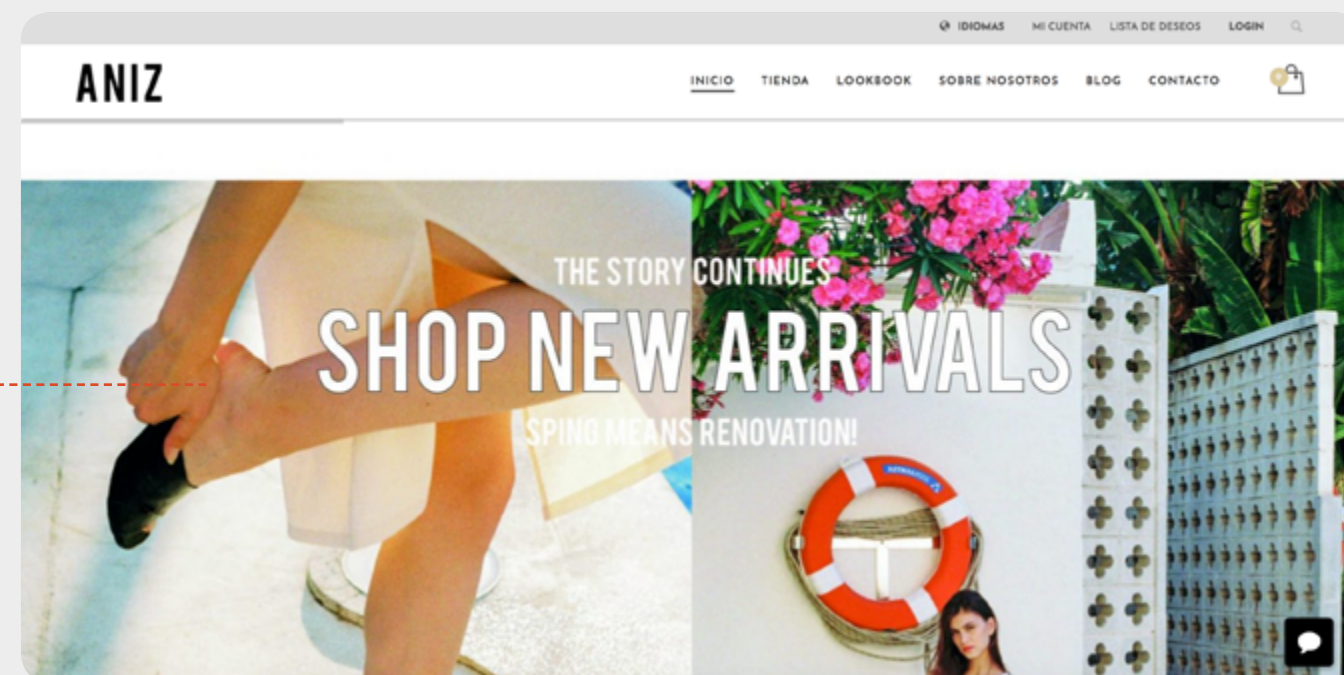 IDIOMAS MI CUENTA LISTA DE DESEOS LOGIN
ANIZ
INICIO TIENDA LOOKBOOK SOBRE NOSOTROS BLOG CONTACTO
THE STORY CONTINUES
SHOP NEW ARRIVALS
SPING MEANS RENOVATION!